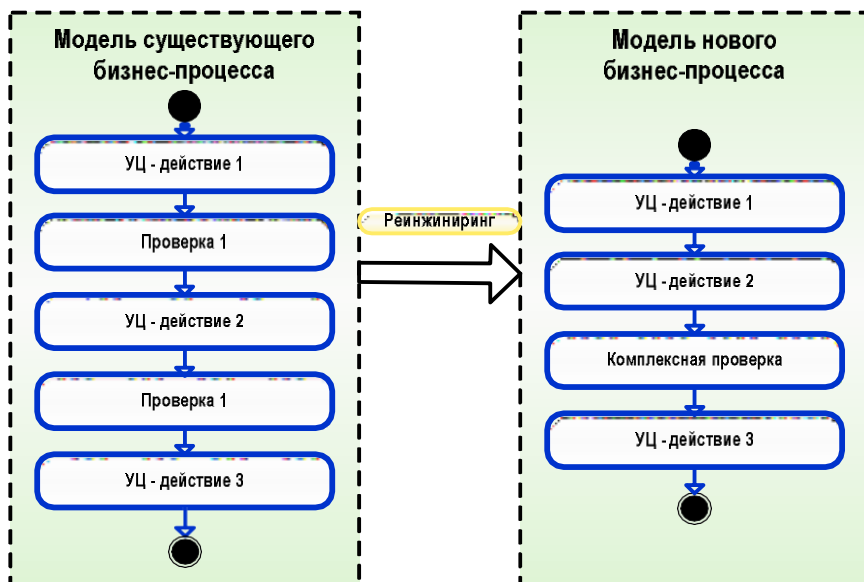 Модель существующего
бизнес-процесса
УЦ - действие 1
Проверка 1
УЦ - действие 2
Проверка 1
УЦ - действие 3
Реинжиниринг
Модель нового
бизнес-процесса
УЦ - действие 1
УЦ - действие 2
Комплексная проверка
УЦ - действие 3